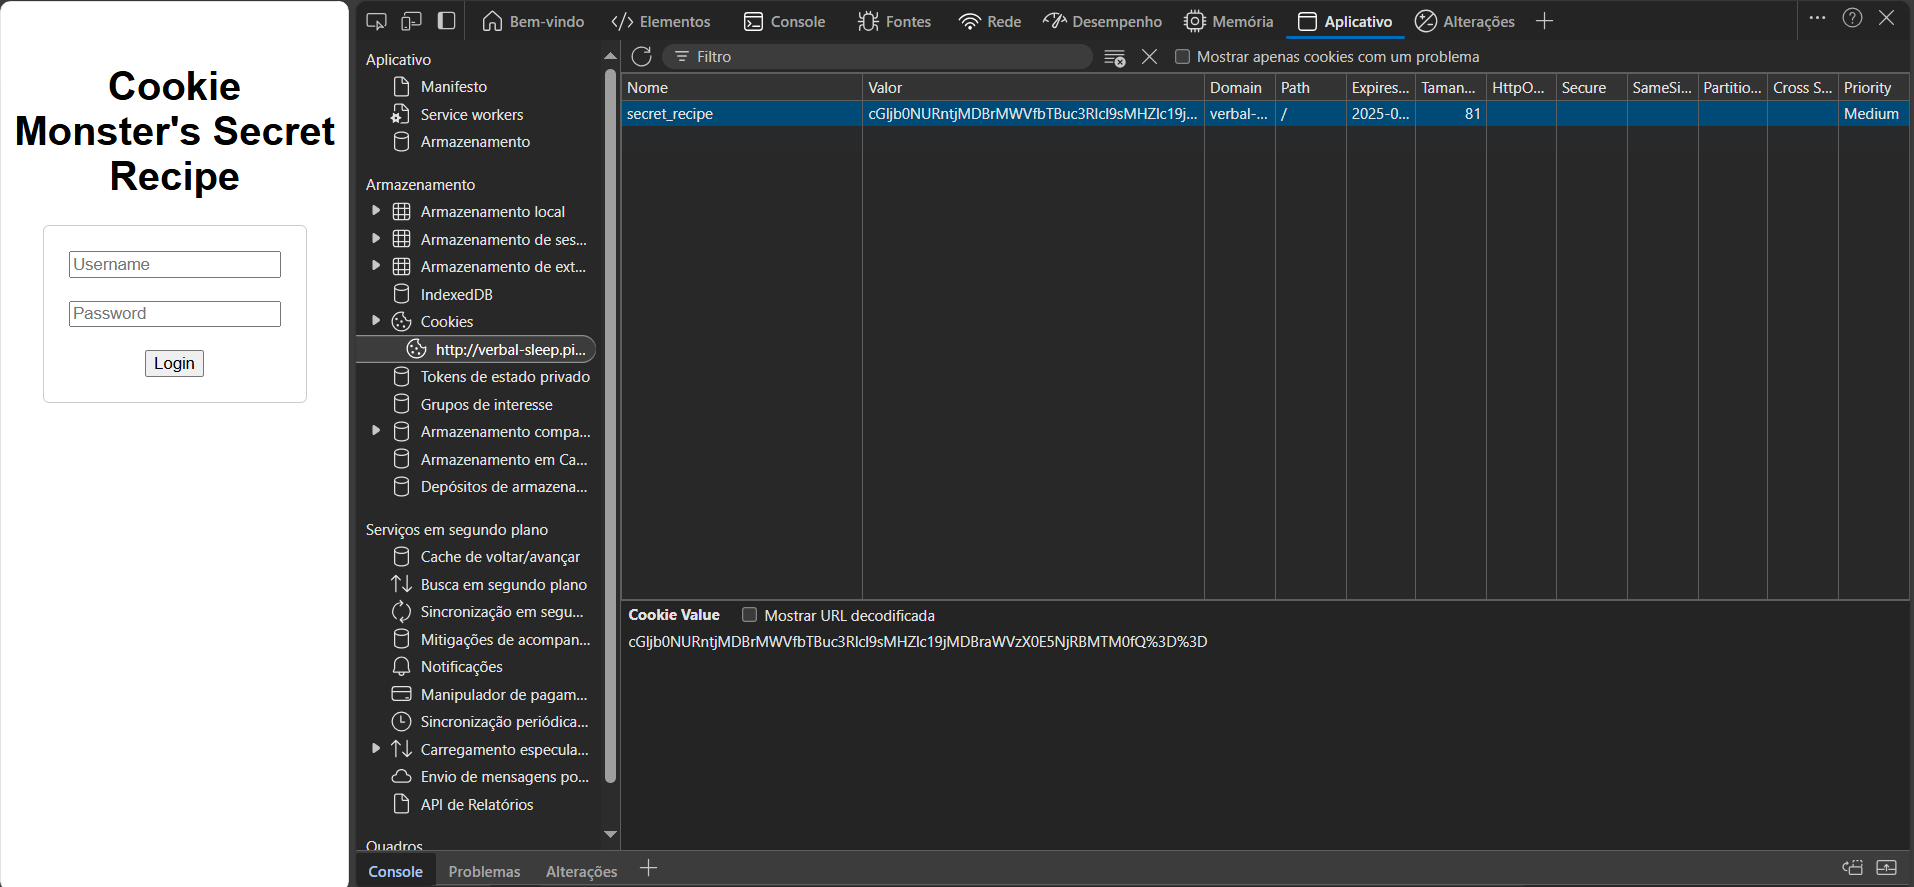 Cookie
Monster's Secret
Recipe
Username
Password
Login
Bem-vindo
Elementos
Console
Fontes
Rede
Desempenho
Memória
Aplicativo
Alterações
Aplicativo
Manifesto
Service workers
Armazenamento
Armazenamento
Armazenamento local
Armazenamento de ses...
Armazenamento de ext...
IndexedDB
Cookies
http://verbal-sleep.pi...
Tokens de estado privado
Grupos de interesse
Armazenamento compa...
Armazenamento em Ca...
Depósitos de armazena...
Serviços em segundo plano
Cache de voltar/avançar
Busca em segundo plano
Sincronização em segu...
Mitigações de acompan...
Notificações
Manipulador de pagam...
Sincronização periódica...
Carregamento especula...
Envio de mensagens po...
API de Relatórios
Quadros
Filtro
Mostrar apenas cookies com um problema
Nome Valor Domain Path Expires... Taman... HttpO... Secure SameSi... Partitio... Cross S... Priority
secret_recipe cGljb0NURntjMDBrMWVfbTBuc3Rlcl9sMHZlc19j... verbal-... / 2025-0... 81 Medium
Cookie Value Mostrar URL decodificada
cGljb0NURntjMDBrMWVfbTBuc3Rlcl9sMHZlc19jMDBraWVzX0E5NjRBMTM0fQ%3D%3D
Console
Problemas
Alterações